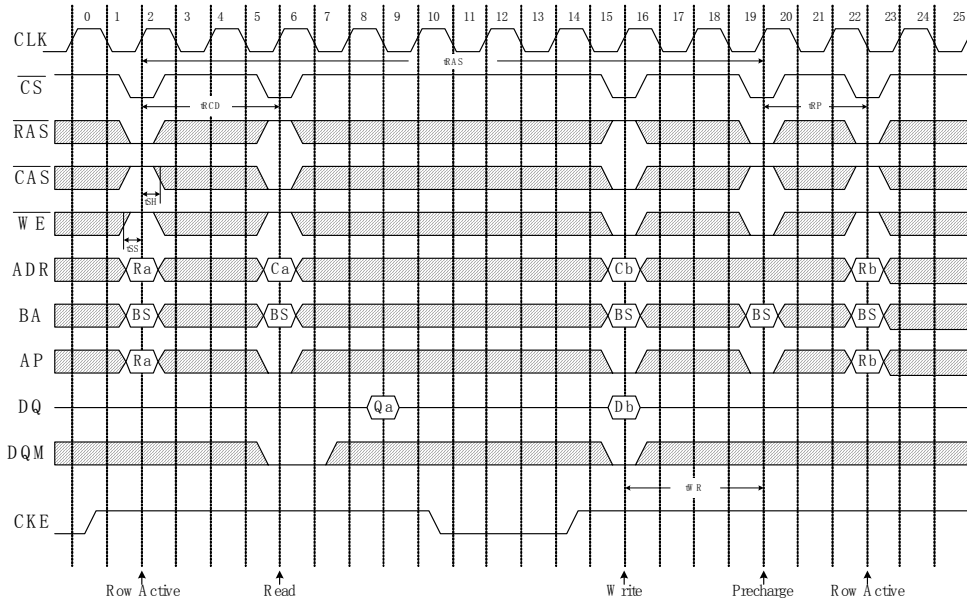 0 1 2 3 4 5 6 7 8 9 10 11 12 13 14 15 16 17 18 19 20 21 22 23 24 25
CLK
tRAS
CS
tRCD
tRP
RAS
CAS
tSH
WE
tSS
ADR Ra Ca Cb Rb
BA BS BS BS BS BS
AP Ra Rb
DQ Qa Db
DQM
tWR
CKE
Row Active Read Write Precharge Row Active